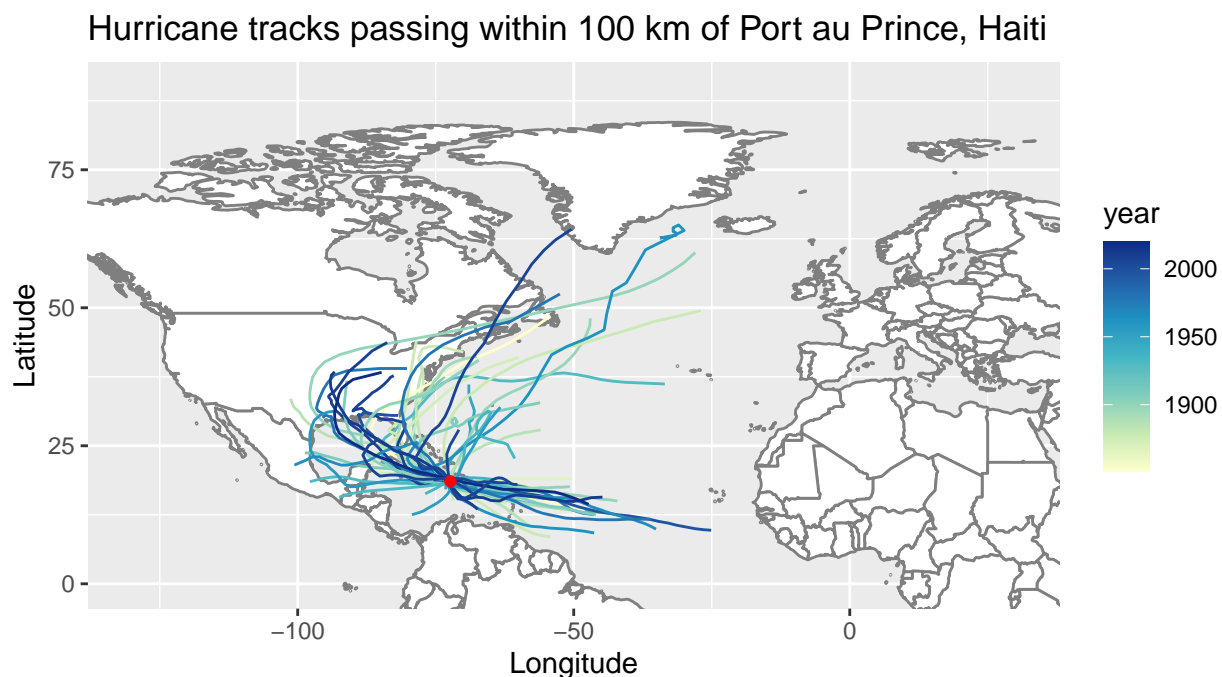 Hurricane tracks passing within 100 km of Port au Prince, Haiti
75
50
25
0
Latitude
−100
−50
0
Longitude
year
2000
1950
1900